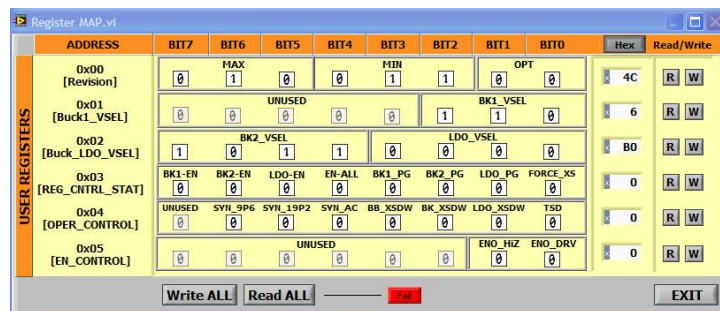 Register MAP.vi
ADDRESS BIT7 BIT6 BIT5 BIT4 BIT3 BIT2 BIT1 BIT0 Hex Read/Write
USER REGISTERS
MAX MIN OPT
0x00 [Revision] 0 1 0 0 1 1 0 0 x 4C R W
UNUSED BK1_VSEL
0x01 [Buck1_VSEL] 0 0 0 0 0 1 1 0 x 6 R W
BK2_VSEL LDO_VSEL
0x02 [Buck_LDO_VSEL] 1 0 1 1 0 0 0 0 x B0 R W
BK1-EN BK2-EN LDO-EN EN-ALL BK1_PG BK2_PG LDO_PG FORCE_XS
0x03 [REG_CNTRL_STAT] 0 0 0 0 0 0 0 0 x 0 R W
UNUSED SYN_9P6 SYN_19P2 SYN_AC BB_XSDW BK_XSDW LDO_XSDW TSD
0x04 [OPER_CONTROL] 0 0 0 0 0 0 0 0 x 0 R W
UNUSED ENO_HiZ ENO_DRV
0x05 [EN_CONTROL] 0 0 0 0 0 0 0 0 x 0 R W
Write ALL Read ALL Fail EXIT